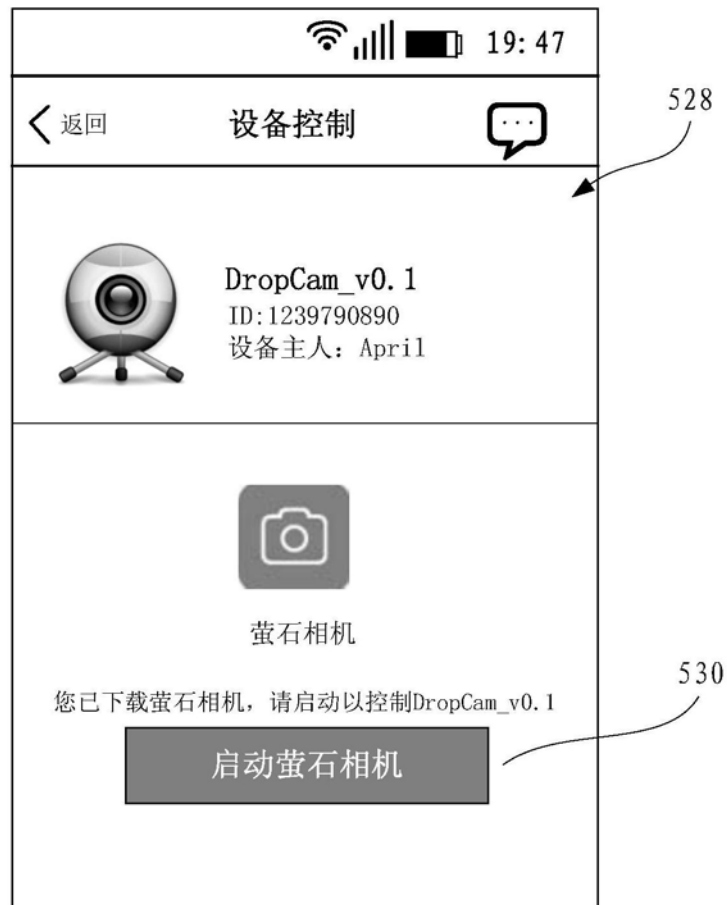 19:47
528
返回 设备控制
DropCam_v0.1
ID:1239790890
设备主人：April
萤石相机
您已下载萤石相机，请启动以控制DropCam_v0.1
530
启动萤石相机